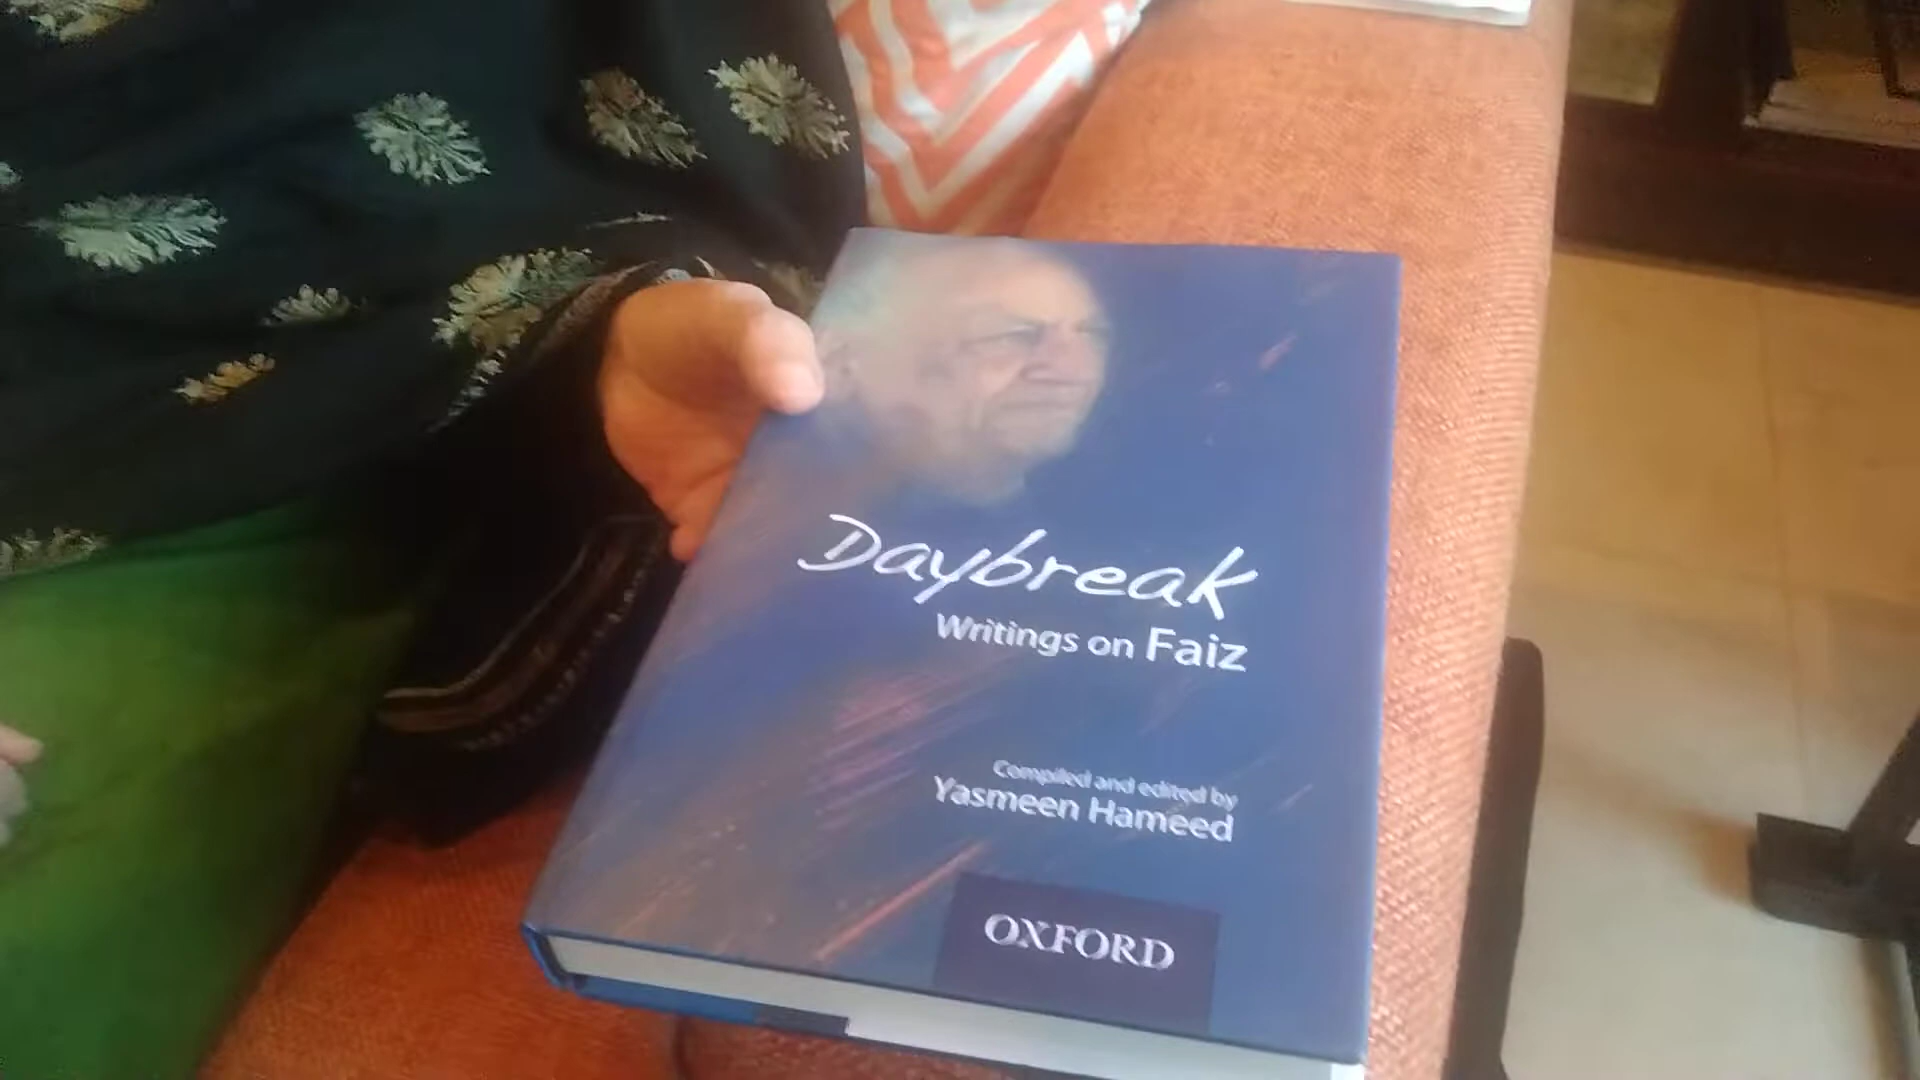 Daybreak
Writings on Faiz
Compiled and edited by
Yasmeen Hameed
OXFORD